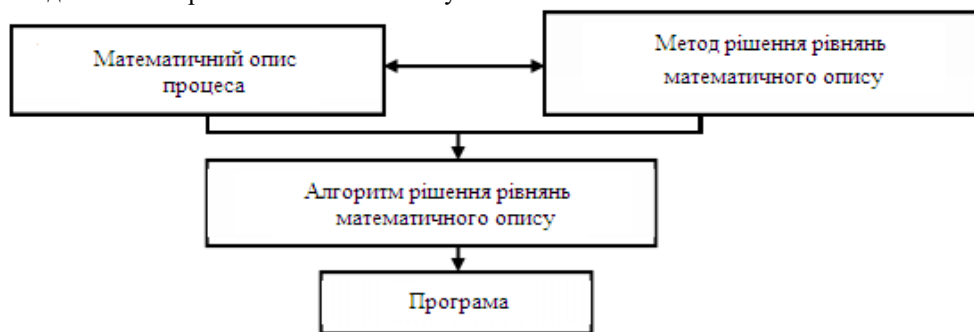 Математичний опис
процеса
Метод рішення рівнянь
математичного опису
Алгоритм рішення рівнянь
математичного опису
Програма